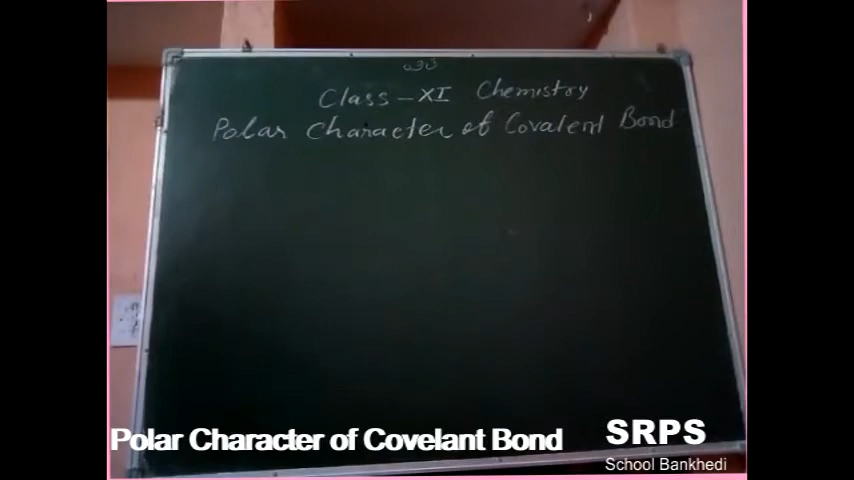 Class - XI Chemistry
Polar Character of Covalent Bond
Polar Character of Covelant Bond
SRPS
School Bankhedi